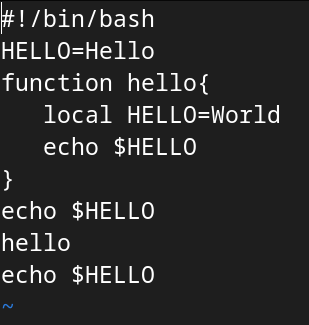 #!/bin/bash
HELLO=Hello
function hello{
   local HELLO=World
   echo $HELLO
}
echo $HELLO
hello
echo $HELLO
~